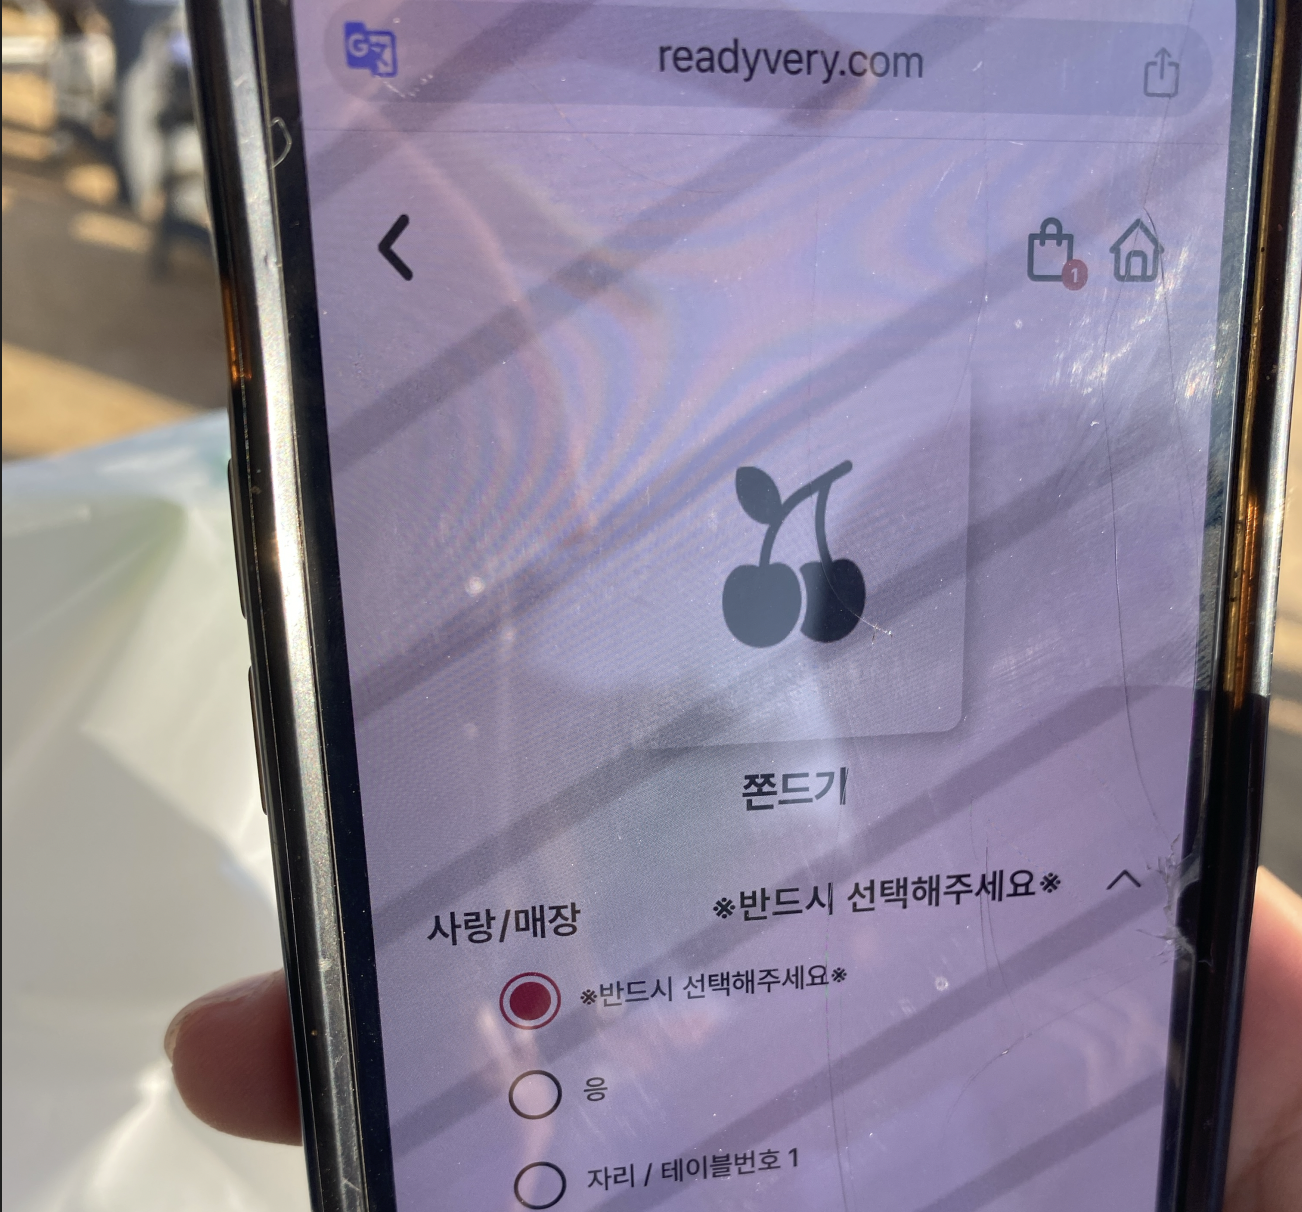 readyvery.com
1
쫀드기
사랑/매장 ※반드시 선택해주세요※
※반드시 선택해주세요※
응
자리 / 테이블번호 1